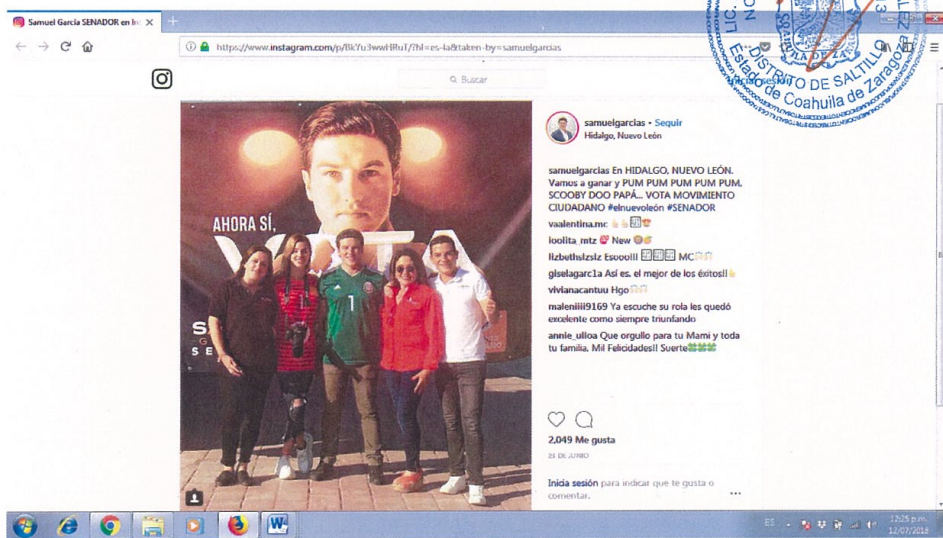 Samuel García SENADOR en In
https://www.instagram.com/p/BkYu3wwHRuT/?hl=es-la&taken-by=samuelgarcias
Buscar
LIC.
DISTRITO DE SALTILLO
Estado de Coahuila de Zaragoza
AHORA SÍ,
VOTA
samuelgarcias • Seguir
Hidalgo, Nuevo León
samuelgarcias En HIDALGO, NUEVO LEÓN.
Vamos a ganar y PUM PUM PUM PUM PUM,
SCOOBY DOO PAPÁ... VOTA MOVIMIENTO
CIUDADANO #elnuevoleón #SENADOR
vaalentina.mc
loolita_mtz New
lizbethslzslz Esooolll MC
giselagarc1a Así es. el mejor de los éxitos!!
vivianacantuu Hgo
maleniiii9169 Ya escuche su rola les quedó
excelente como siempre triunfando
annie_ulloa Que orgullo para tu Mami y toda
tu familia. Mil Felicidades!! Suerte
2,049 Me gusta
23 DE JUNIO
Inicia sesión para indicar que te gusta o
comentar.
ES
12:25 p.m.
12/07/2018